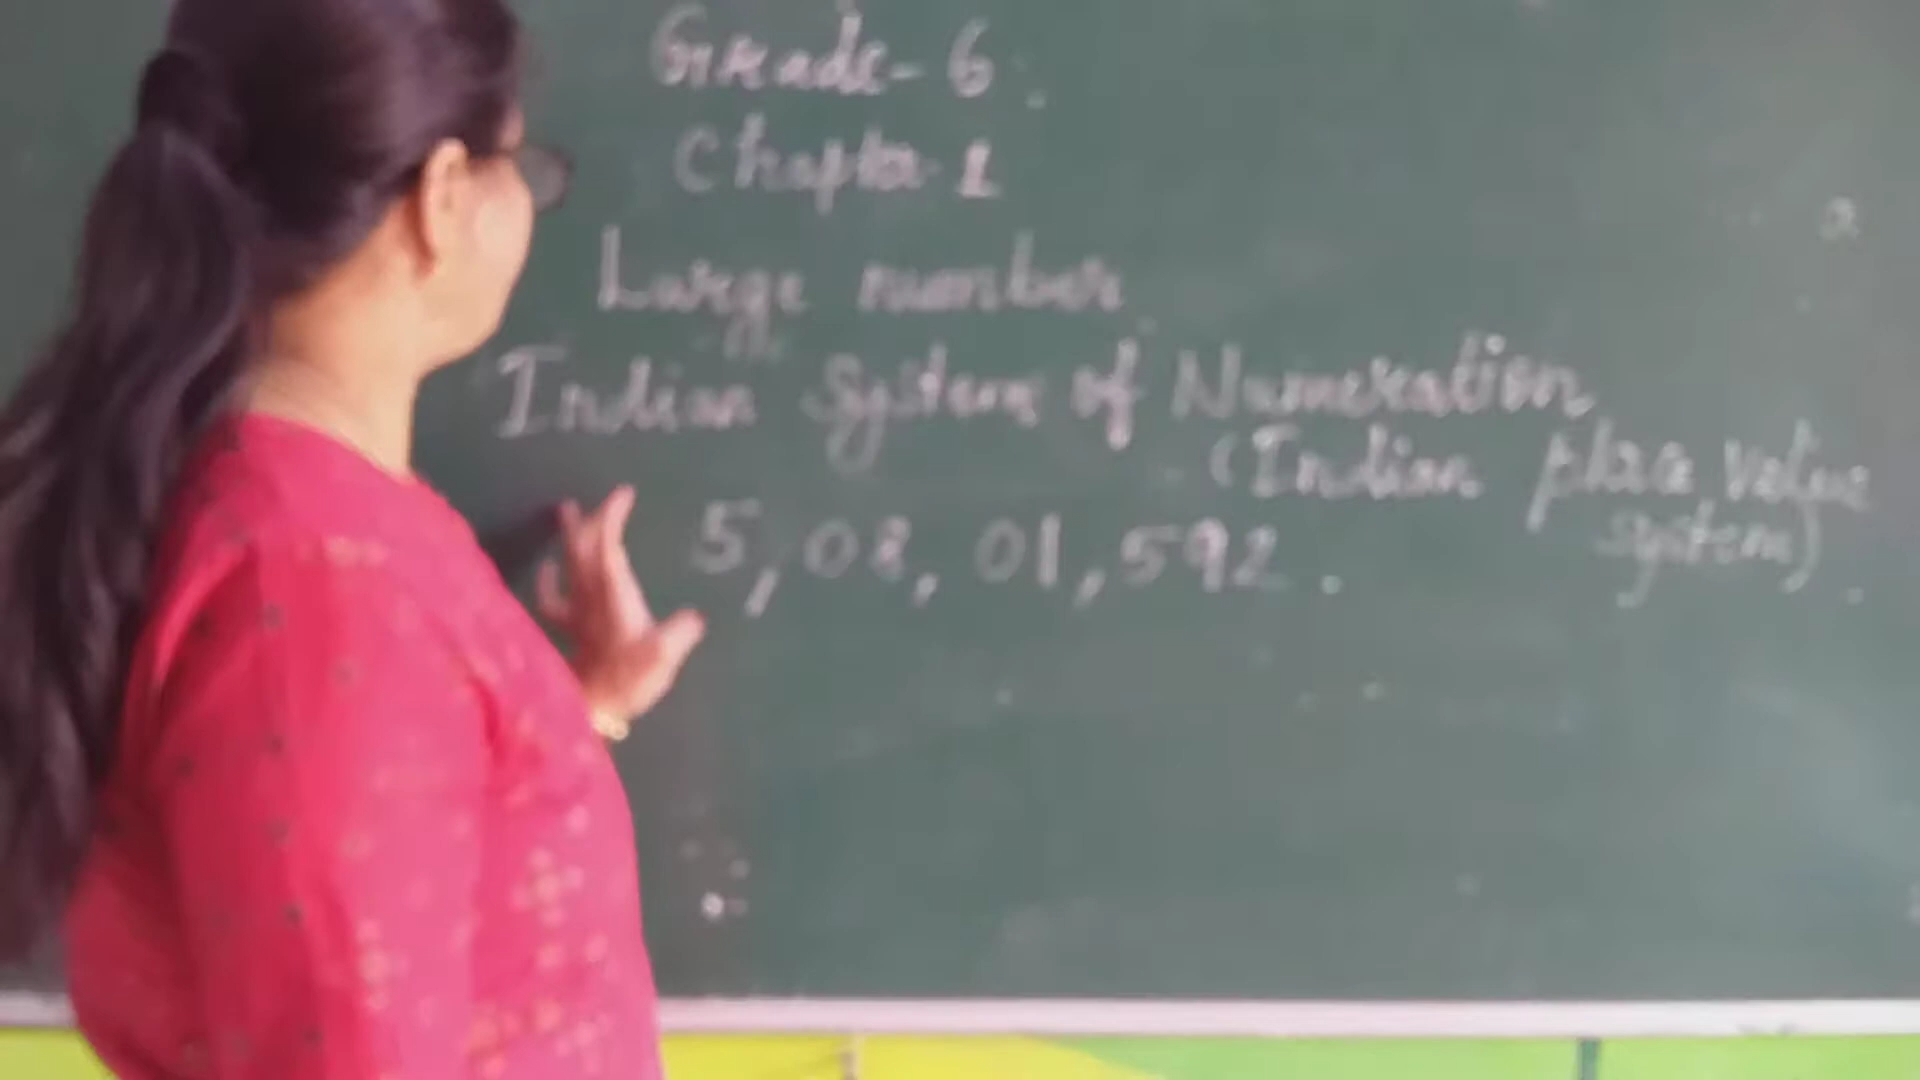 Grade-6.
Chapter-1
Large number
Indian System of Numeration
(Indian place value
system)
5,08,01,592.